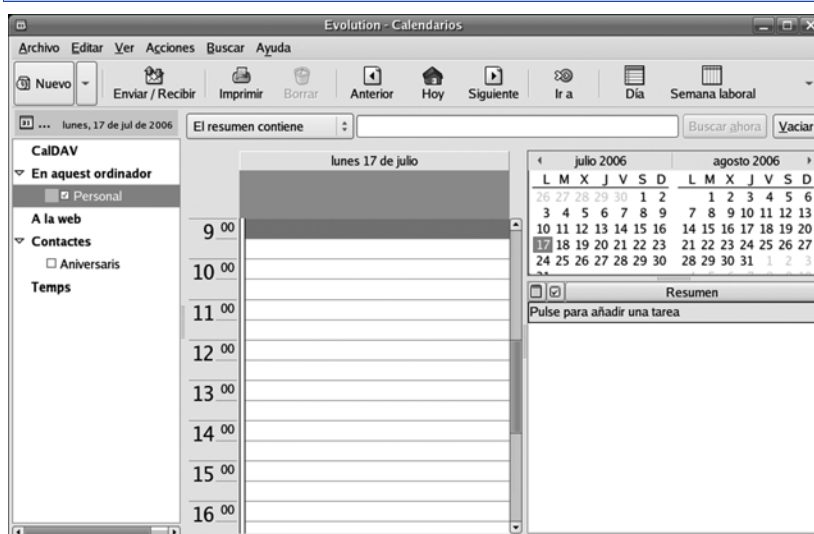 Evolution - Calendarios
Archivo Editar Ver Acciones Buscar Ayuda
Nuevo Enviar / Recibir Imprimir Borrar Anterior Hoy Siguiente Ir a Día Semana laboral
31 ... lunes, 17 de jul de 2006
El resumen contiene Buscar ahora Vaciar
CalDAV
En aquest ordinador
Personal
A la web
Contactes
Aniversaris
Temps
lunes 17 de julio
9 00
10 00
11 00
12 00
13 00
14 00
15 00
16 00
julio 2006
L M X J V S D
26 27 28 29 30 1 2
3 4 5 6 7 8 9
10 11 12 13 14 15 16
17 18 19 20 21 22 23
24 25 26 27 28 29 30
agosto 2006
L M X J V S D
1 2 3 4 5 6
7 8 9 10 11 12 13
14 15 16 17 18 19 20
21 22 23 24 25 26 27
28 29 30 31 1 2 3
Resumen
Pulse para añadir una tarea